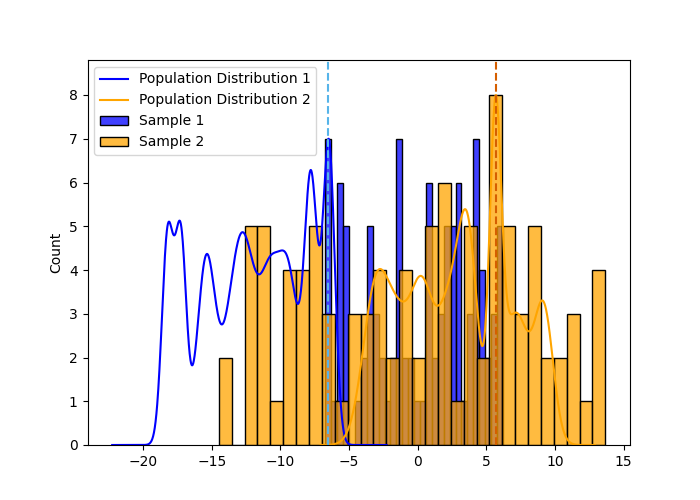 Population Distribution 1
Population Distribution 2
Sample 1
Sample 2
Count
8
7
6
5
4
3
2
1
0
−20 −15 −10 −5 0 5 10 15